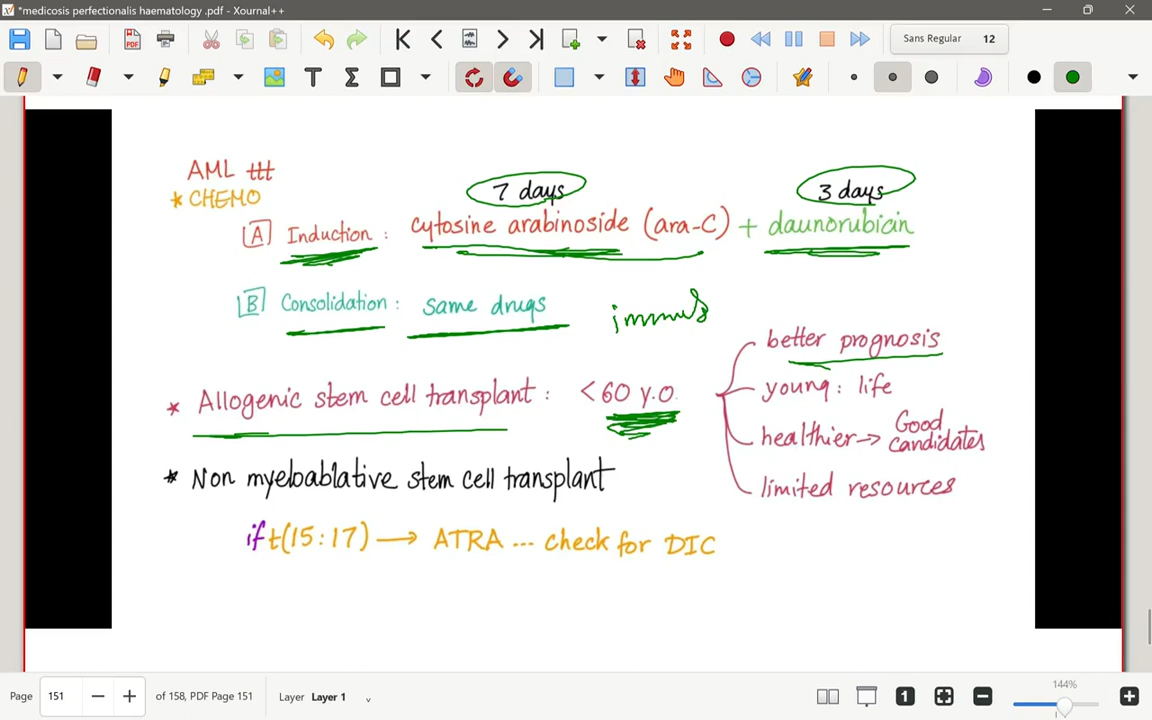 *medicosis perfectionalis haematology .pdf - Xournal++
Sans Regular 12
AML ttt
* CHEMO
7 days
3 days
A Induction : cytosine arabinoside (ara-C) + daunorubicin
B Consolidation : same drugs
* Allogenic stem cell transplant : < 60 y.o.
better prognosis
young : life
healthier → Good candidates
limited resources
* Non myeloablative stem cell transplant
if t(15:17) → ATRA ... check for DIC
Page 151 of 158, PDF Page 151 Layer Layer 1 144%